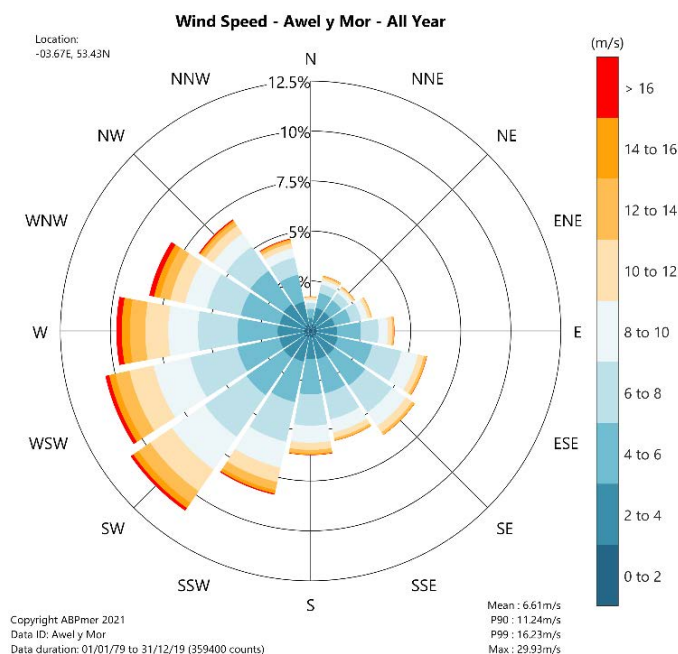 Wind Speed - Awel y Mor - All Year
Location:
-03.67E, 53.43N
(m/s)
N
NNE
NE
ENE
E
ESE
SE
SSE
S
SSW
SW
WSW
W
WNW
NW
NNW
12.5%
10%
7.5%
5%
%
> 16
14 to 16
12 to 14
10 to 12
8 to 10
6 to 8
4 to 6
2 to 4
0 to 2
Copyright ABPmer 2021
Data ID: Awel y Mor
Data duration: 01/01/79 to 31/12/19 (359400 counts)
Mean : 6.61m/s
P90 : 11.24m/s
P99 : 16.23m/s
Max : 29.93m/s